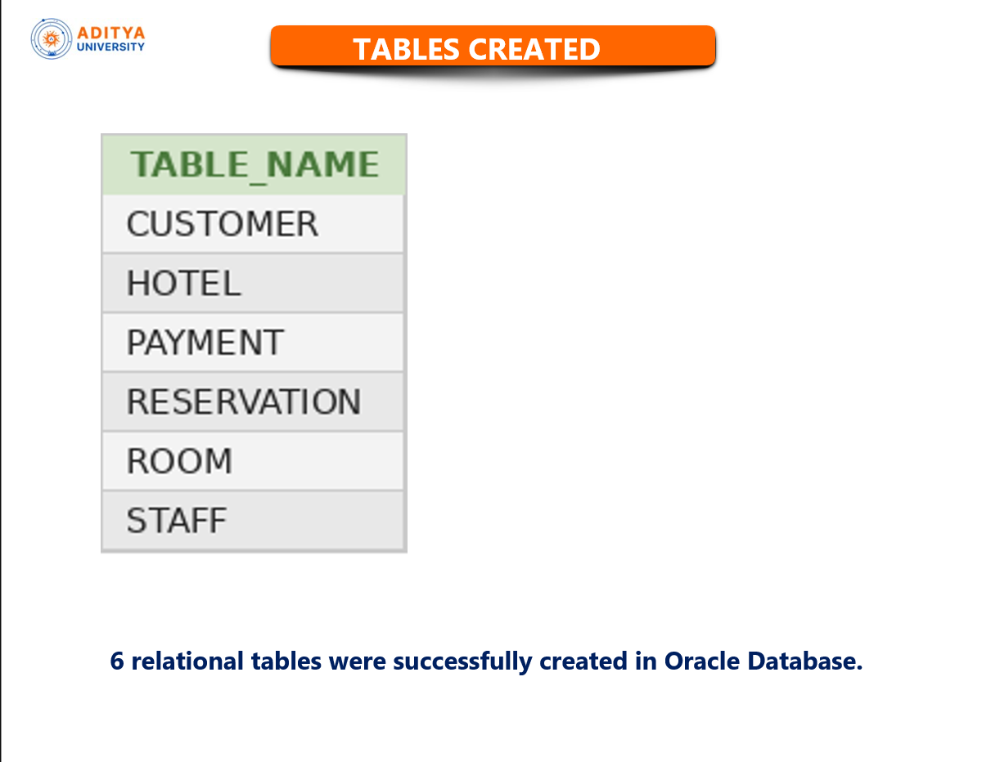 ADITYA
UNIVERSITY
TABLES CREATED
TABLE_NAME
CUSTOMER
HOTEL
PAYMENT
RESERVATION
ROOM
STAFF
6 relational tables were successfully created in Oracle Database.